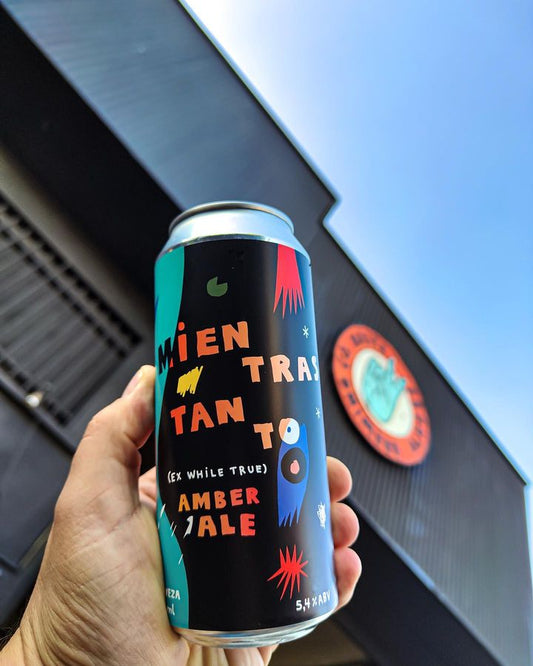 MiEN
TRAS
TAN
TO
(EX WHiLE TRUE)
AMBER
ALE
5,4% ABV